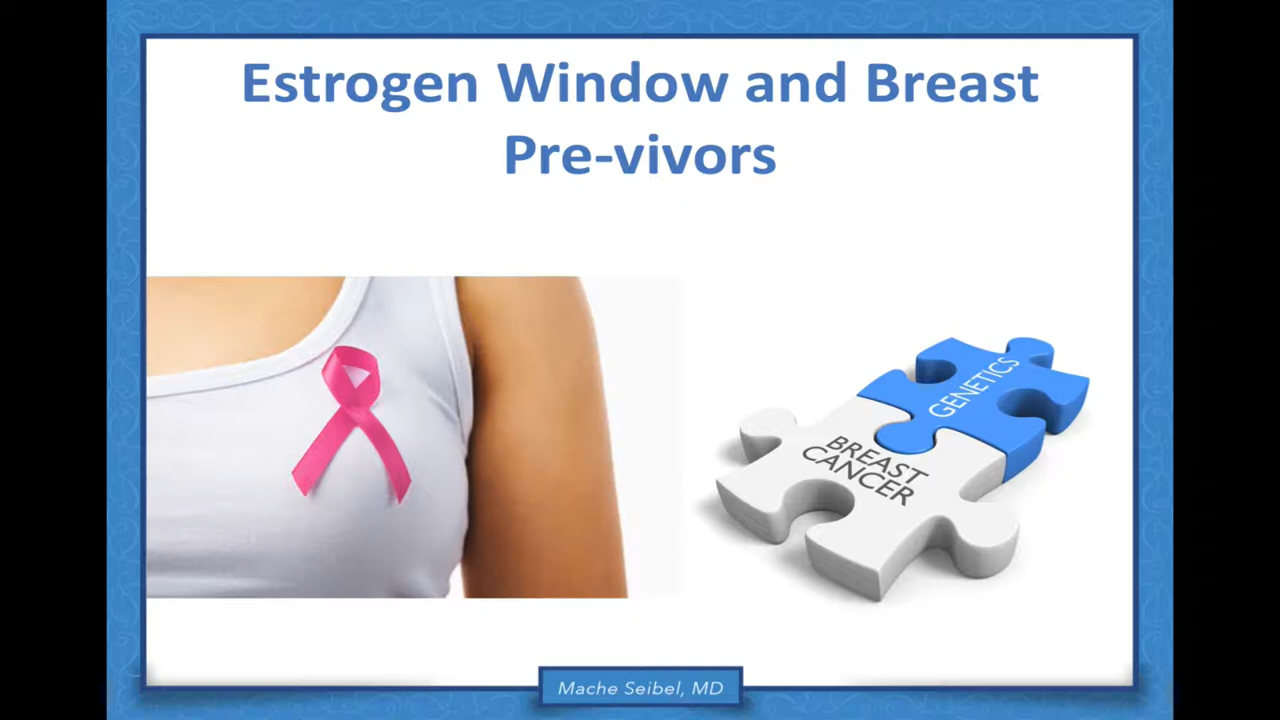 Estrogen Window and Breast
Pre-vivors
GENETICS
BREAST
CANCER
Mache Seibel, MD